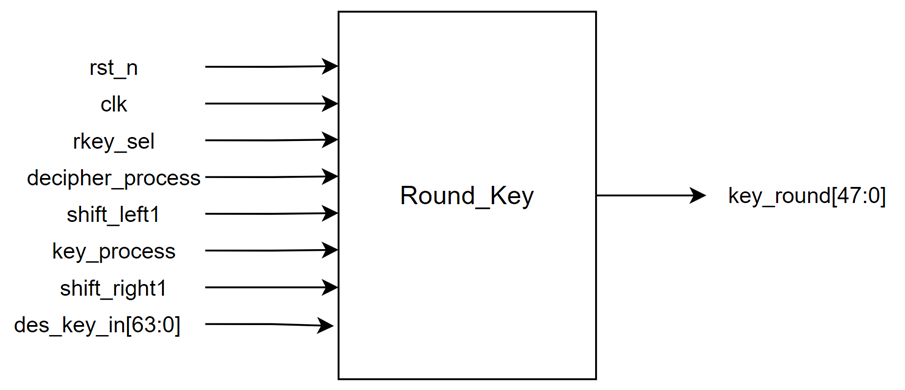 rst_n
clk
rkey_sel
decipher_process
shift_left1
key_process
shift_right1
des_key_in[63:0]
Round_Key
key_round[47:0]